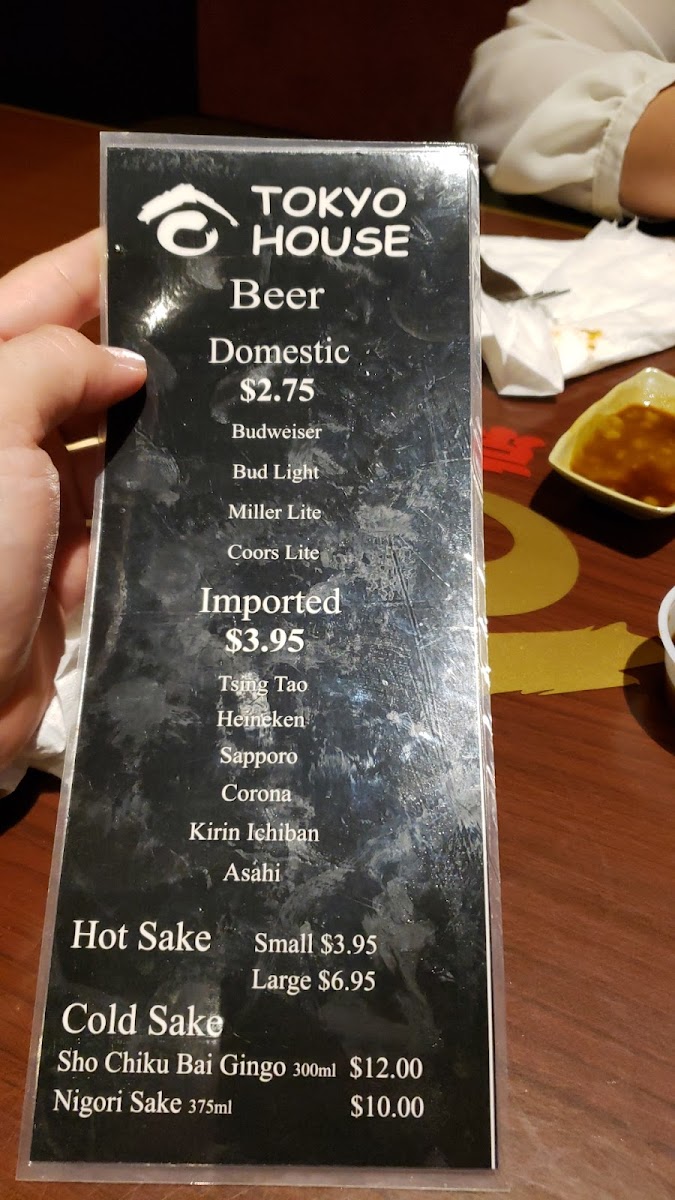 TOKYO
HOUSE
Beer
Domestic
$2.75
Budweiser
Bud Light
Miller Lite
Coors Lite
Imported
$3.95
Tsing Tao
Heineken
Sapporo
Corona
Kirin Ichiban
Asahi
Hot Sake Small $3.95
Large $6.95
Cold Sake
Sho Chiku Bai Gingo 300ml $12.00
Nigori Sake 375ml $10.00